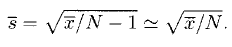 s̅ = √(x̅/N − 1) ≃ √(x̅/N).